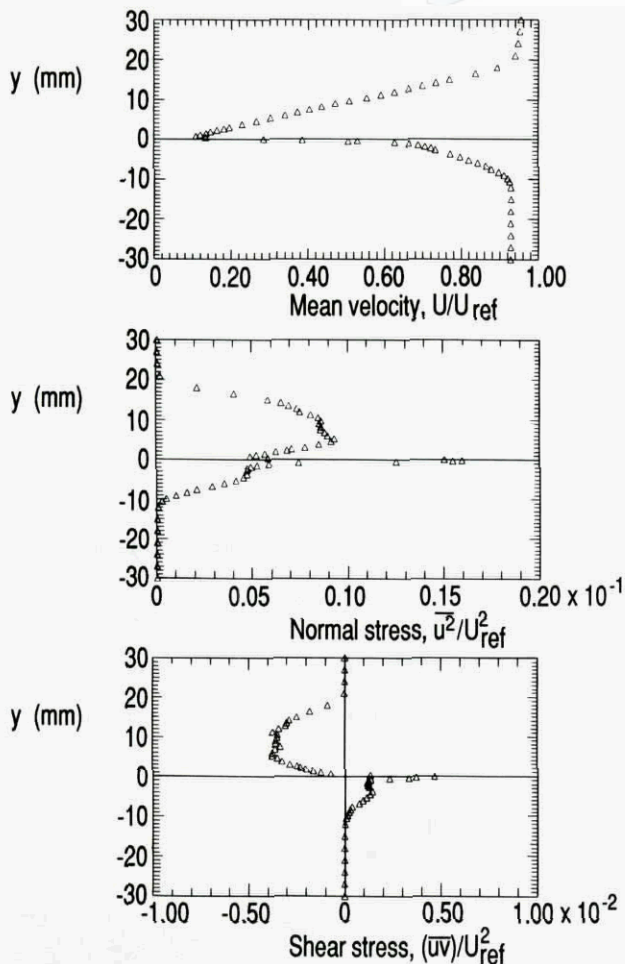 30
20
y (mm)
10
0
-10
-20
-30
0 0.20 0.40 0.60 0.80 1.00
Mean velocity, U/U ref
30
y (mm) 20
10
0
-10
-20
-30
0 0.05 0.10 0.15 0.20 x 10⁻¹
Normal stress, u̅²̅/U²ref
30
y (mm) 20
10
0
-10
-20
-30
-1.00 -0.50 0 0.50 1.00 x 10⁻²
Shear stress, (u̅v̅)/U²ref